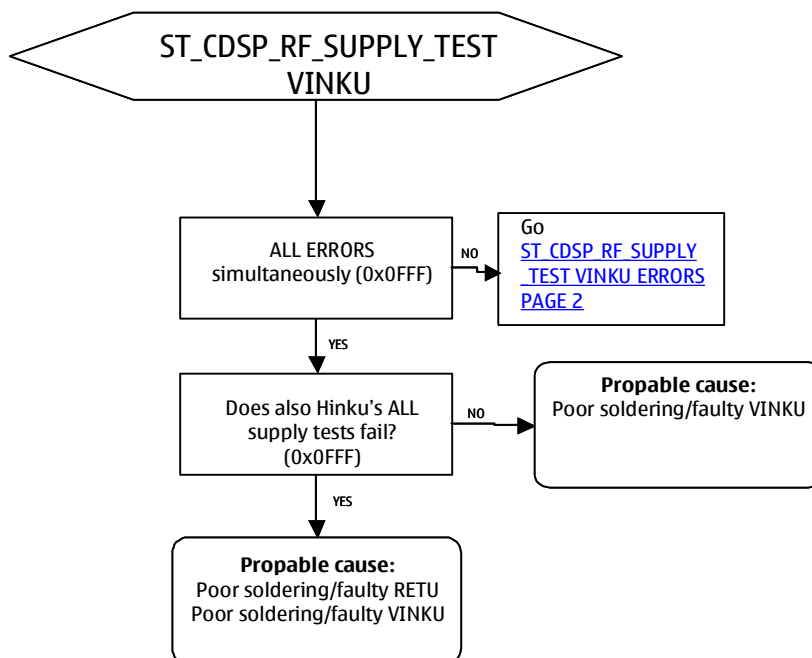 ST_CDSP_RF_SUPPLY_TEST
VINKU
ALL ERRORS
simultaneously (0x0FFF)
NO
Go
ST_CDSP_RF_SUPPLY
_TEST VINKU ERRORS
PAGE 2
YES
Does also Hinku's ALL
supply tests fail?
(0x0FFF)
NO
Propable cause:
Poor soldering/faulty VINKU
YES
Propable cause:
Poor soldering/faulty RETU
Poor soldering/faulty VINKU